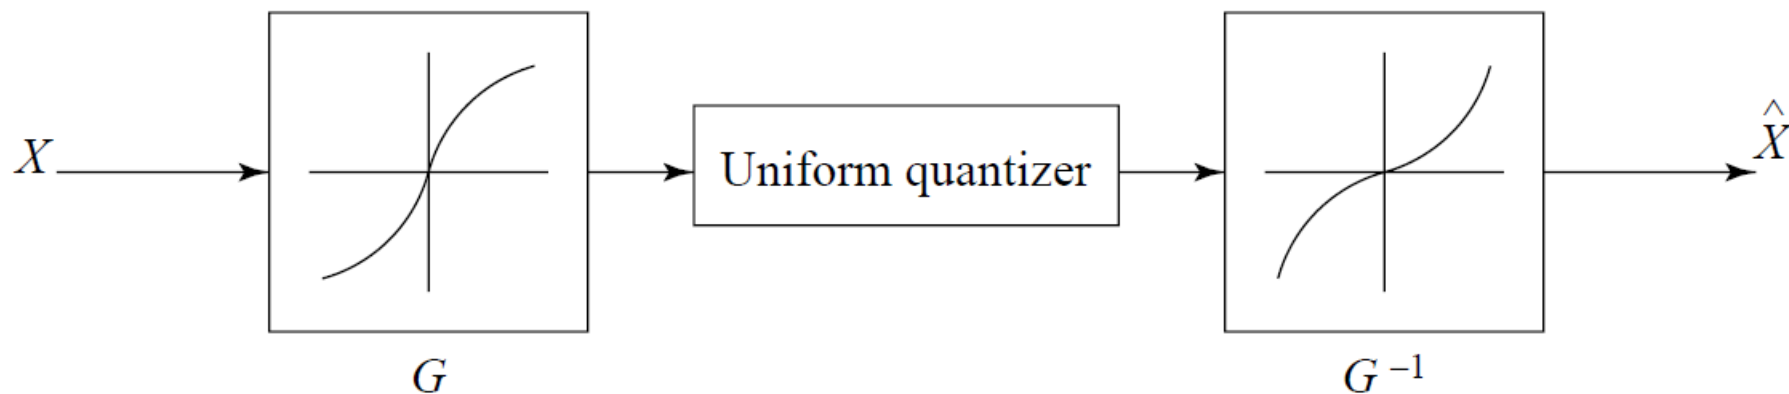 X
Uniform quantizer
X̂
G
G⁻¹